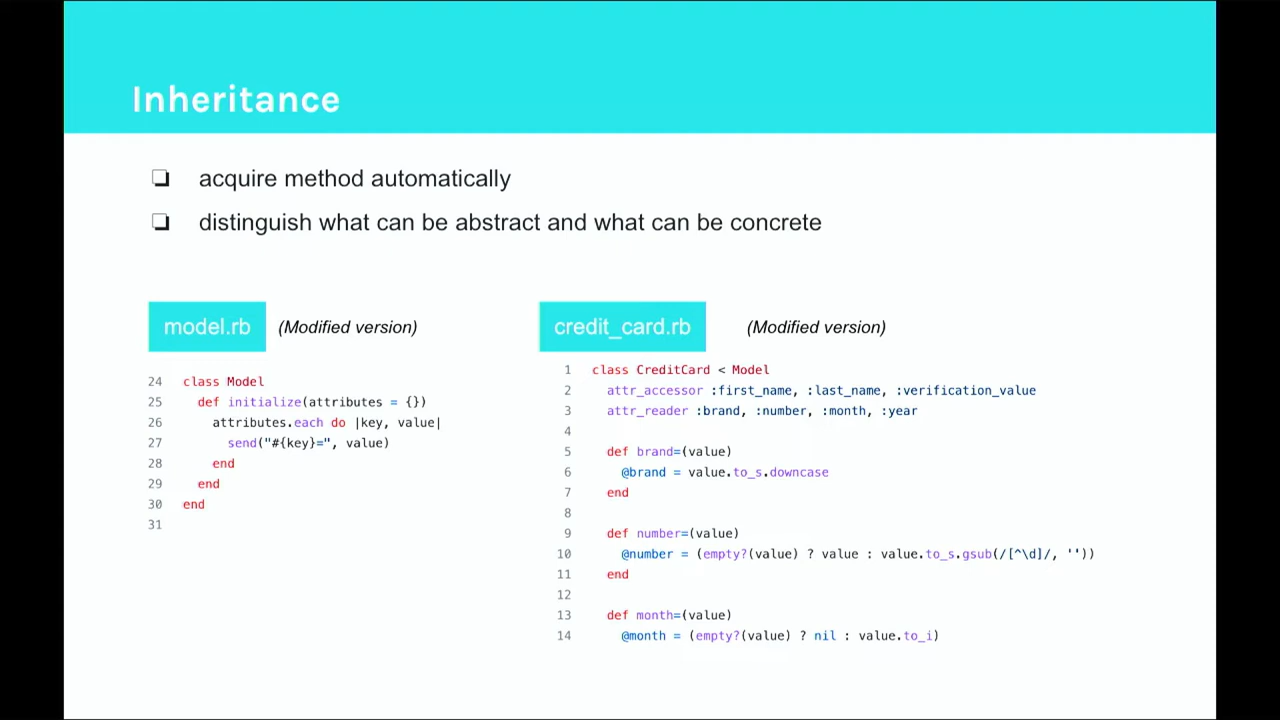 Inheritance
❏ acquire method automatically
❏ distinguish what can be abstract and what can be concrete
model.rb (Modified version)
24 class Model
25 def initialize(attributes = {})
26 attributes.each do |key, value|
27 send("#{key}=", value)
28 end
29 end
30 end
31
credit_card.rb (Modified version)
1 class CreditCard < Model
2 attr_accessor :first_name, :last_name, :verification_value
3 attr_reader :brand, :number, :month, :year
4
5 def brand=(value)
6 @brand = value.to_s.downcase
7 end
8
9 def number=(value)
10 @number = (empty?(value) ? value : value.to_s.gsub(/[^\d]/, ''))
11 end
12
13 def month=(value)
14 @month = (empty?(value) ? nil : value.to_i)